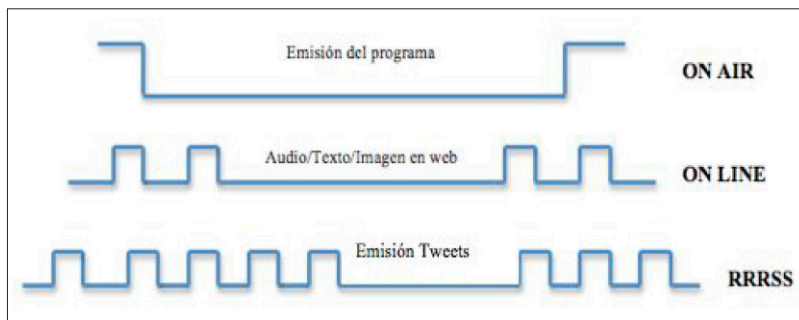 Emisión del programa
ON AIR
Audio/Texto/Imagen en web
ON LINE
Emisión Tweets
RRRSS